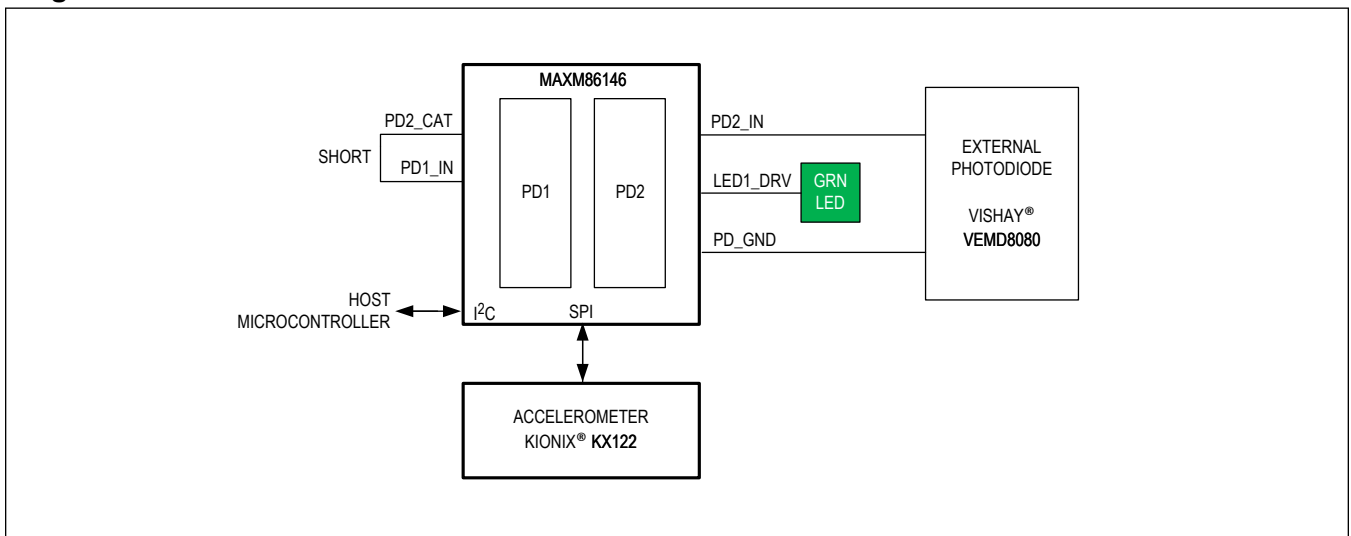 MAXM86146
PD2_CAT
SHORT
PD1_IN
PD1
PD2
PD2_IN
LED1_DRV
GRN
LED
PD_GND
EXTERNAL
PHOTODIODE
VISHAY®
VEMD8080
HOST
MICROCONTROLLER
I²C
SPI
ACCELEROMETER
KIONIX® KX122